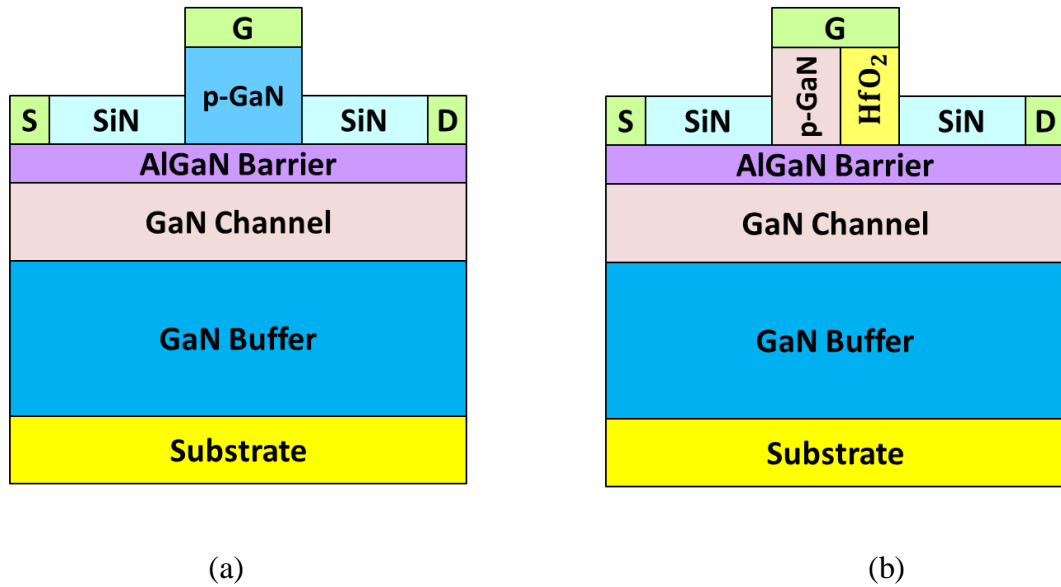 G
p-GaN
S
SiN
SiN
D
AlGaN Barrier
GaN Channel
GaN Buffer
Substrate
(a)
G
p-GaN
HfO₂
S
SiN
SiN
D
AlGaN Barrier
GaN Channel
GaN Buffer
Substrate
(b)